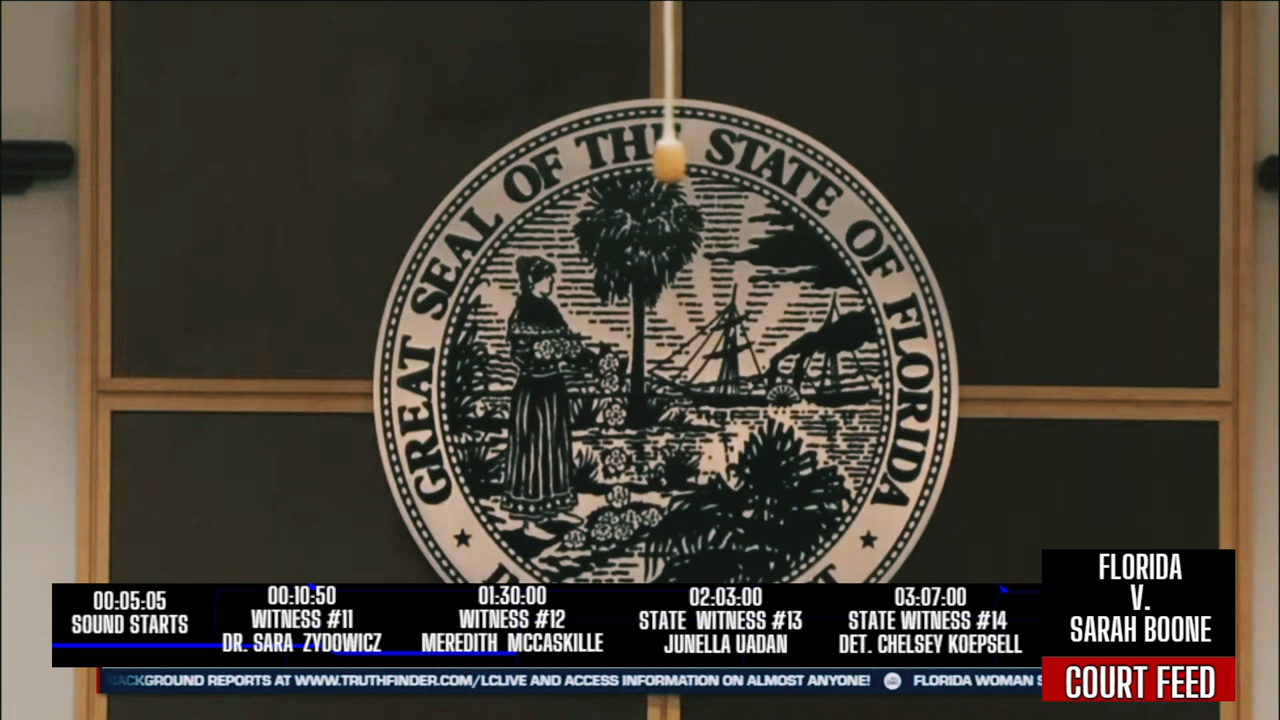 GREAT SEAL OF THE STATE OF FLORIDA
00:05:05
SOUND STARTS
00:10:50
WITNESS #11
DR. SARA ZYDOWICZ
01:30:00
WITNESS #12
MEREDITH MCCASKILLE
02:03:00
STATE WITNESS #13
JUNELLA UADAN
03:07:00
STATE WITNESS #14
DET. CHELSEY KOEPSELL
FLORIDA
V.
SARAH BOONE
COURT FEED
BACKGROUND REPORTS AT WWW.TRUTHFINDER.COM/LCLIVE AND ACCESS INFORMATION ON ALMOST ANYONE! FLORIDA WOMAN